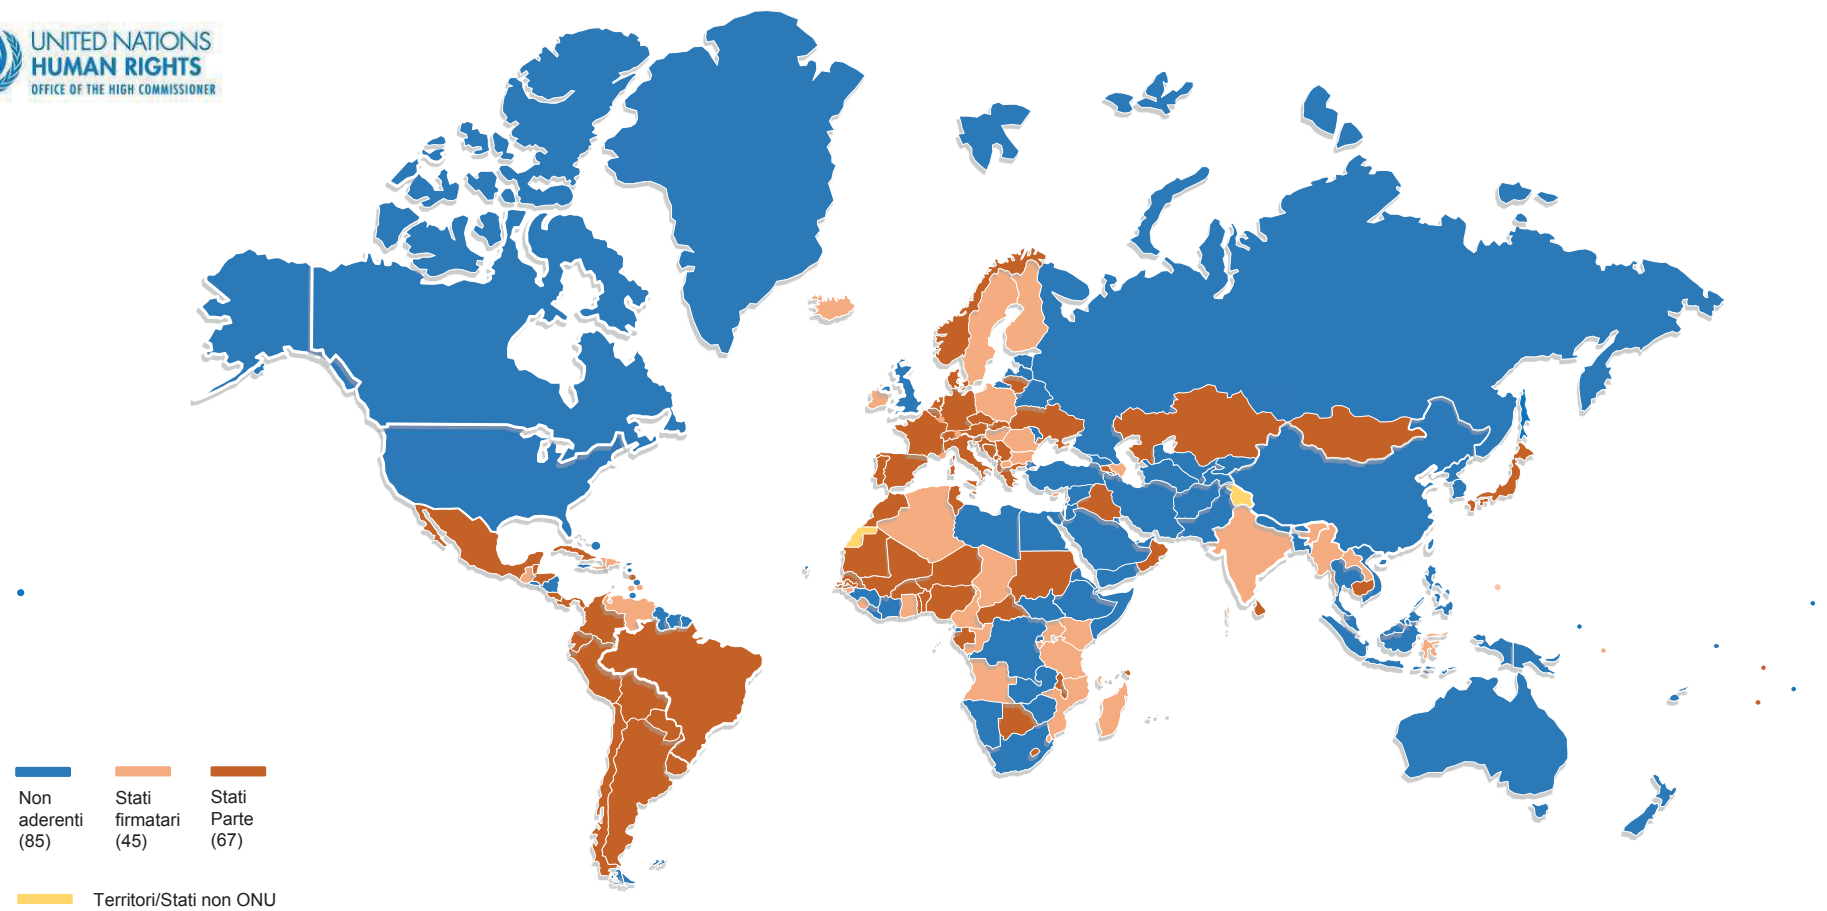 UNITED NATIONS
HUMAN RIGHTS
OFFICE OF THE HIGH COMMISSIONER
Non
aderenti
(85)
Stati
firmatari
(45)
Stati
Parte
(67)
Territori/Stati non ONU